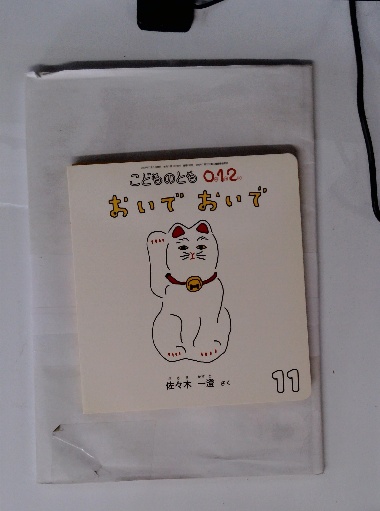 こどものとも 0.1.2.
おいで おいで
佐々木 一澄 さく
11